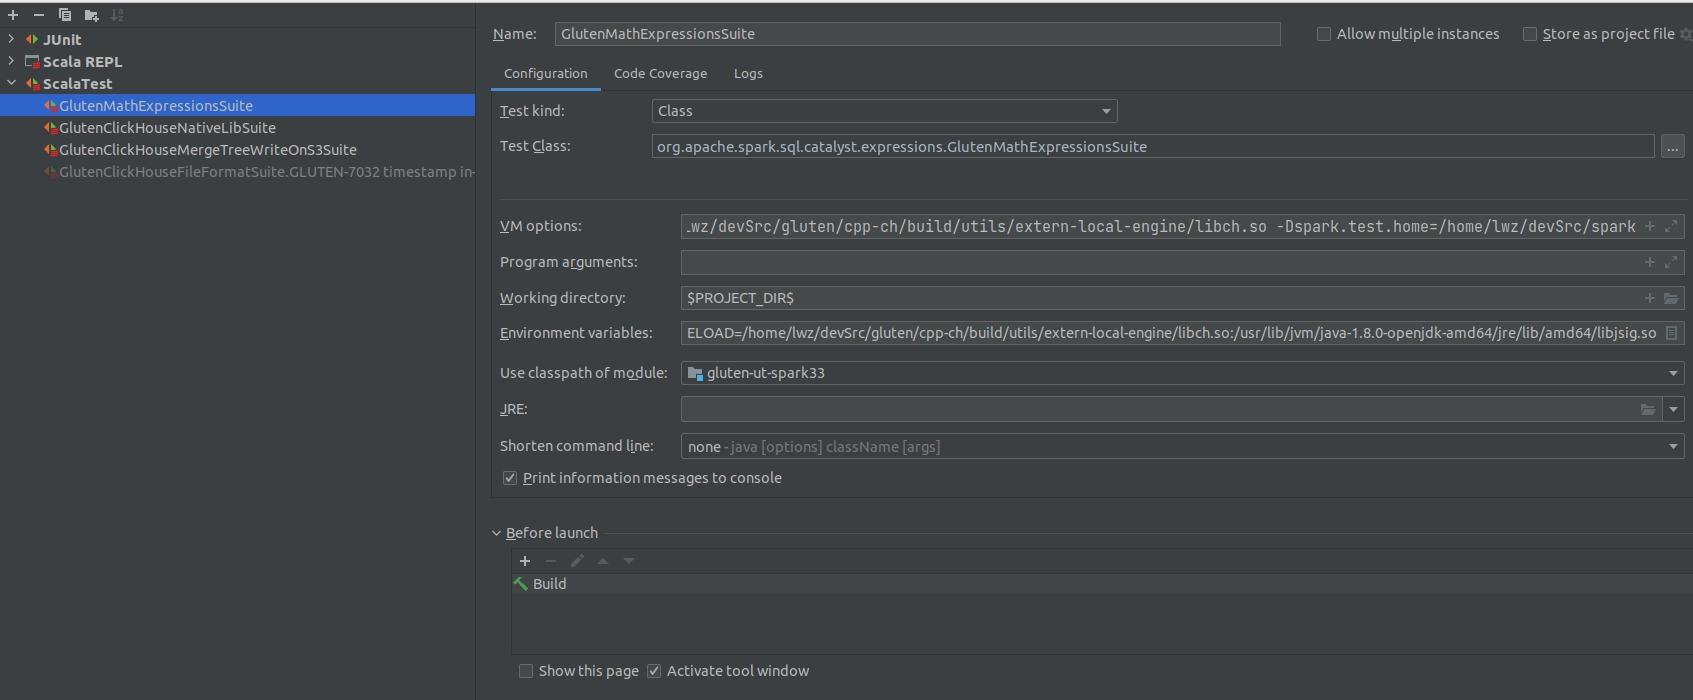 JUnit
Scala REPL
ScalaTest
GlutenMathExpressionsSuite
GlutenClickHouseNativeLibSuite
GlutenClickHouseMergeTreeWriteOnS3Suite
GlutenClickHouseFileFormatSuite.GLUTEN-7032 timestamp in-
Name: GlutenMathExpressionsSuite
Allow multiple instances
Store as project file
Configuration Code Coverage Logs
Test kind: Class
Test Class: org.apache.spark.sql.catalyst.expressions.GlutenMathExpressionsSuite ...
VM options: .wz/devSrc/gluten/cpp-ch/build/utils/extern-local-engine/libch.so -Dspark.test.home=/home/lwz/devSrc/spark
Program arguments:
Working directory: $PROJECT_DIR$
Environment variables: ELOAD=/home/lwz/devSrc/gluten/cpp-ch/build/utils/extern-local-engine/libch.so:/usr/lib/jvm/java-1.8.0-openjdk-amd64/jre/lib/amd64/libjsig.so
Use classpath of module: gluten-ut-spark33
JRE:
Shorten command line: none - java [options] className [args]
Print information messages to console
Before launch
Build
Show this page Activate tool window